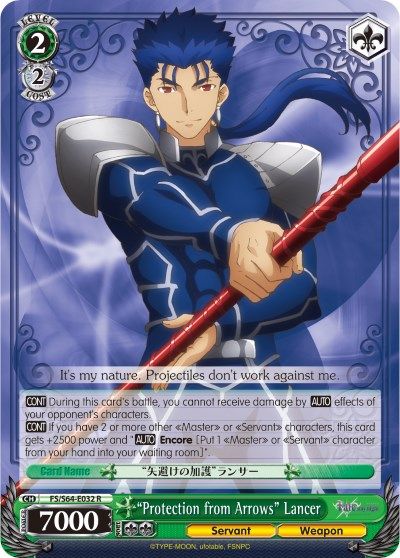 LEVEL
2
2
COST
It's my nature. Projectiles don't work against me.
CONT During this card's battle, you cannot receive damage by AUTO effects of
your opponent's characters.
CONT If you have 2 or more other «Master» or «Servant» characters, this card
gets +2500 power and "AUTO Encore [Put 1 «Master» or «Servant» character
from your hand into your waiting room]".
Card Name
"矢避けの加護"ランサー
CH FS/S64-E032 R
POWER
7000
"Protection from Arrows" Lancer
Servant
Weapon
©TYPE-MOON, ufotable, FSNPC